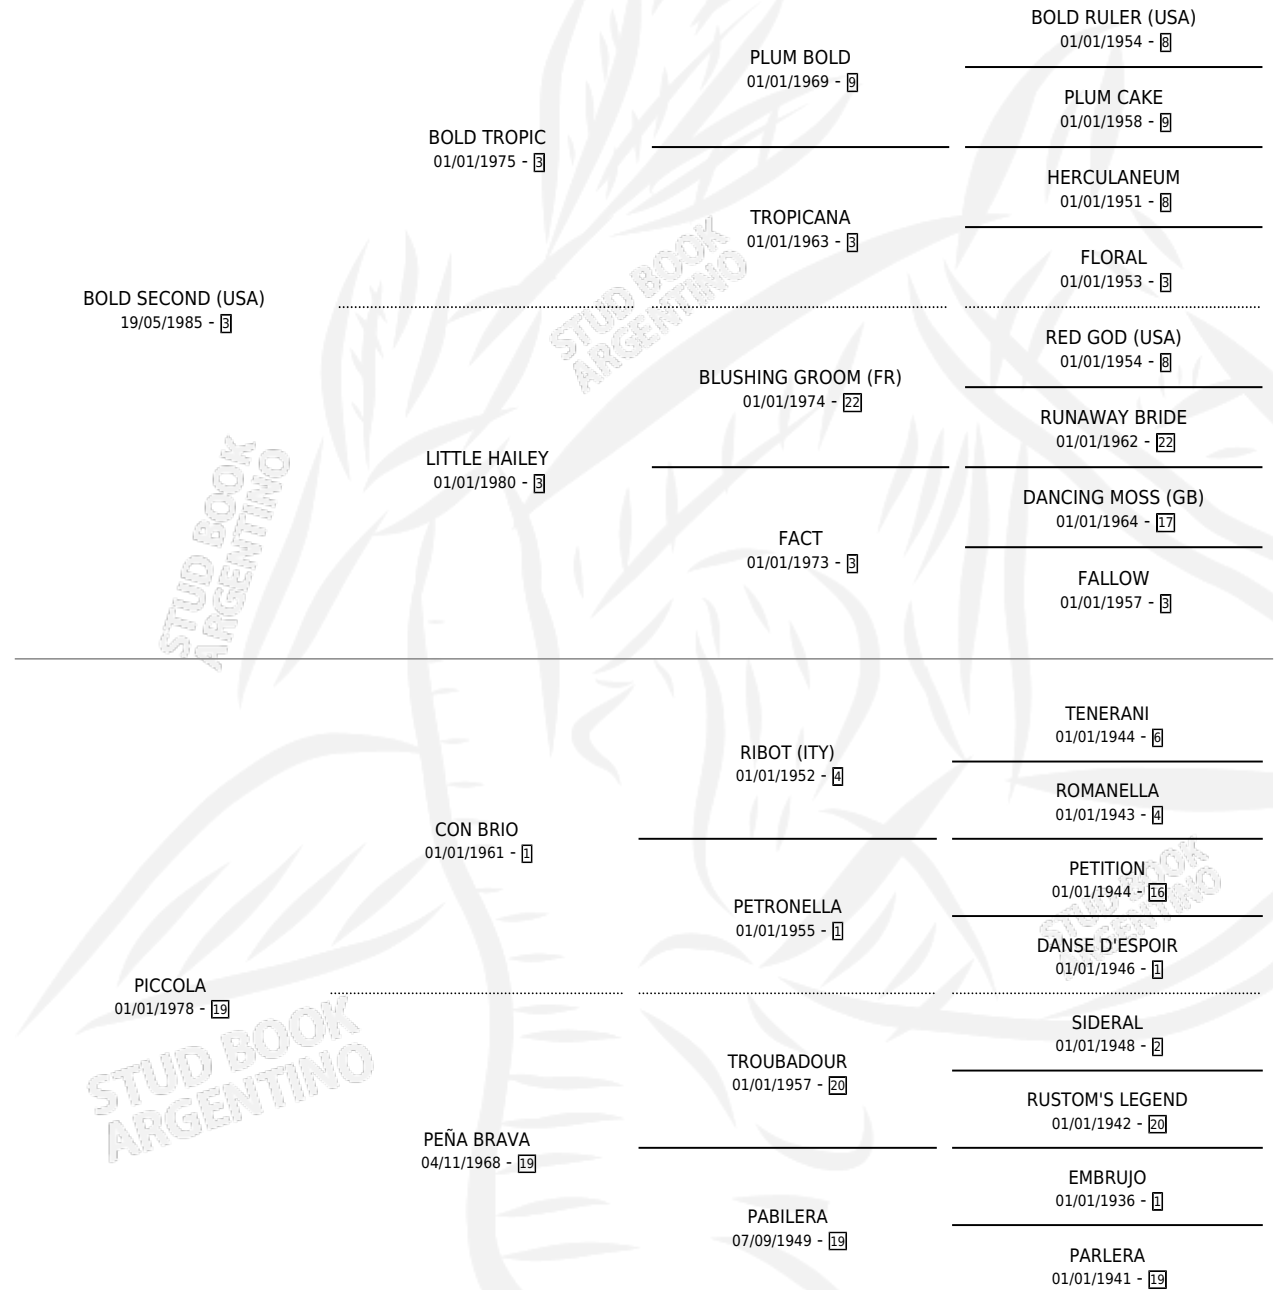 BOLD RULER (USA)
01/01/1954 - 8
PLUM BOLD
01/01/1969 - 9
PLUM CAKE
01/01/1958 - 9
BOLD TROPIC
01/01/1975 - 3
HERCULANEUM
01/01/1951 - 8
TROPICANA
01/01/1963 - 3
FLORAL
01/01/1953 - 3
BOLD SECOND (USA)
19/05/1985 - 3
RED GOD (USA)
01/01/1954 - 8
BLUSHING GROOM (FR)
01/01/1974 - 22
RUNAWAY BRIDE
01/01/1962 - 22
LITTLE HAILEY
01/01/1980 - 3
DANCING MOSS (GB)
01/01/1964 - 17
FACT
01/01/1973 - 3
FALLOW
01/01/1957 - 3
TENERANI
01/01/1944 - 6
RIBOT (ITY)
01/01/1952 - 4
ROMANELLA
01/01/1943 - 4
CON BRIO
01/01/1961 - 1
PETITION
01/01/1944 - 16
PETRONELLA
01/01/1955 - 1
DANSE D'ESPOIR
01/01/1946 - 1
PICCOLA
01/01/1978 - 19
SIDERAL
01/01/1948 - 2
TROUBADOUR
01/01/1957 - 20
RUSTOM'S LEGEND
01/01/1942 - 20
PEÑA BRAVA
04/11/1968 - 19
EMBRUJO
01/01/1936 - 1
PABILERA
07/09/1949 - 19
PARLERA
01/01/1941 - 19
STUD BOOK
ARGENTINO
STUD BOOK
ARGENTINO
STUD BOOK
ARGENTINO
STUD BOOK
ARGENTINO